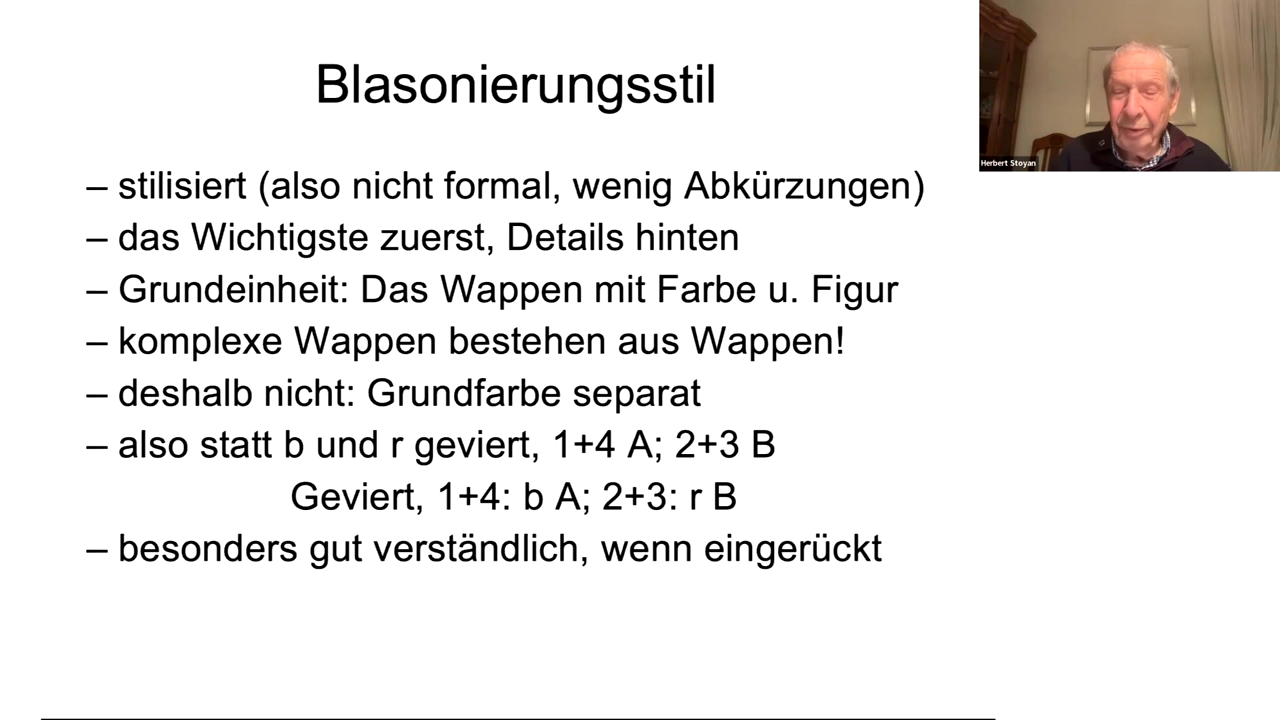 Blasonierungsstil
– stilisiert (also nicht formal, wenig Abkürzungen)
– das Wichtigste zuerst, Details hinten
– Grundeinheit: Das Wappen mit Farbe u. Figur
– komplexe Wappen bestehen aus Wappen!
– deshalb nicht: Grundfarbe separat
– also statt b und r geviert, 1+4 A; 2+3 B
Geviert, 1+4: b A; 2+3: r B
– besonders gut verständlich, wenn eingerückt
Herbert Stoyan